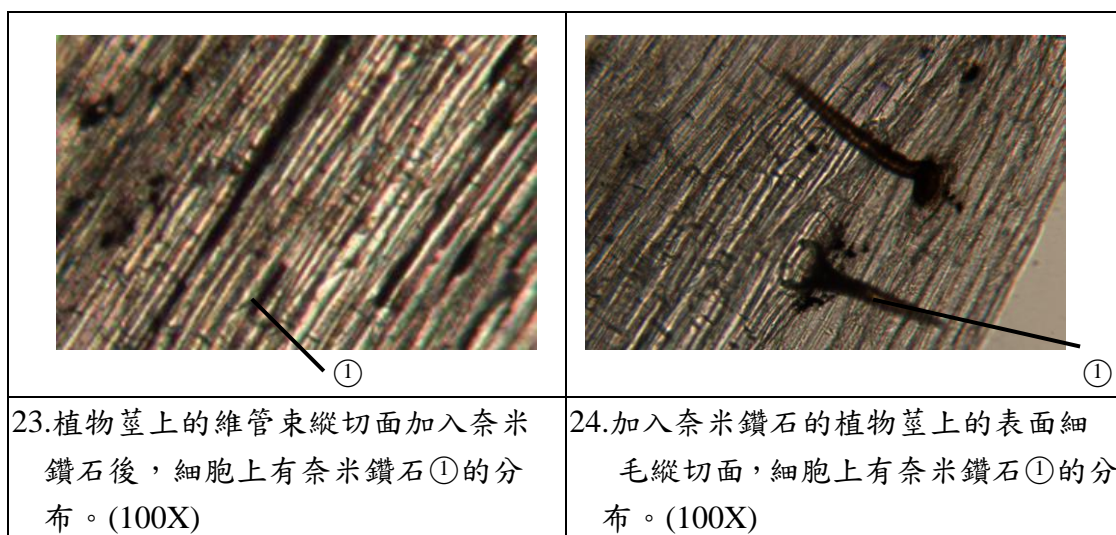 ①
①
23.植物莖上的維管束縱切面加入奈米
鑽石後，細胞上有奈米鑽石①的分
布。(100X)
24.加入奈米鑽石的植物莖上的表面細
毛縱切面，細胞上有奈米鑽石①的分
布。(100X)